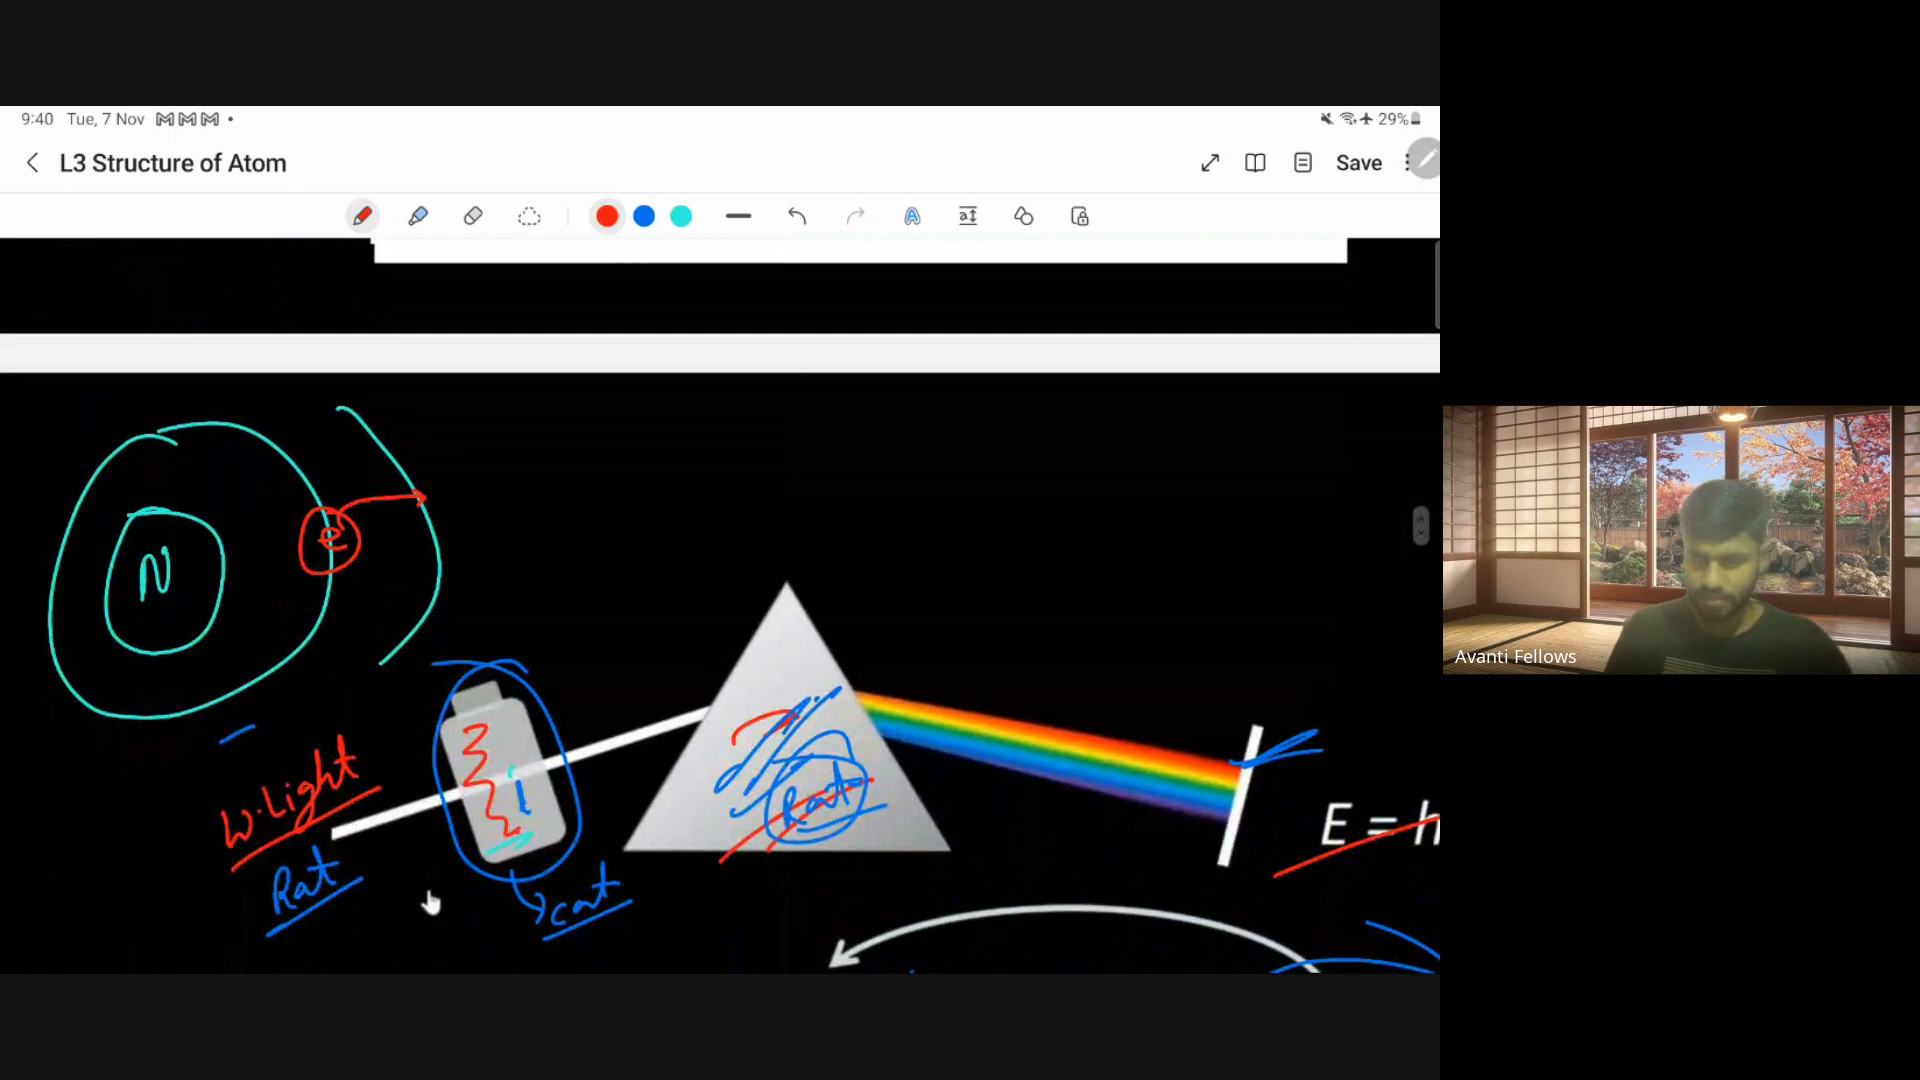 9:40 Tue, 7 Nov
29%
L3 Structure of Atom
Save
N
e
W.Light
Rat
cat
Rat
E = h
Avanti Fellows